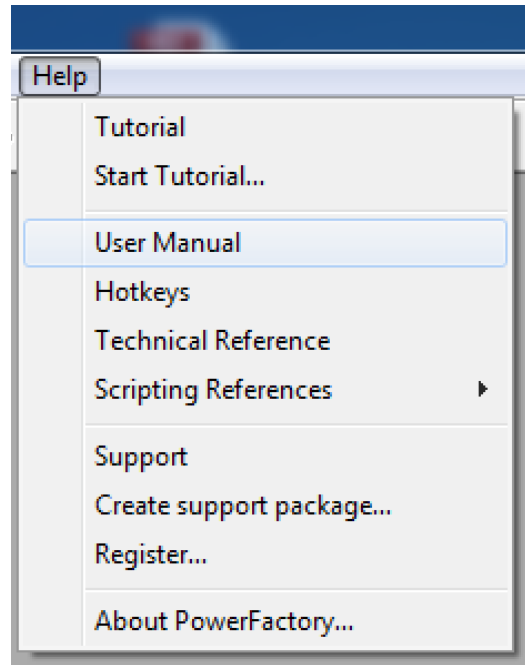 Help
Tutorial
Start Tutorial...
User Manual
Hotkeys
Technical Reference
Scripting References
Support
Create support package...
Register...
About PowerFactory...